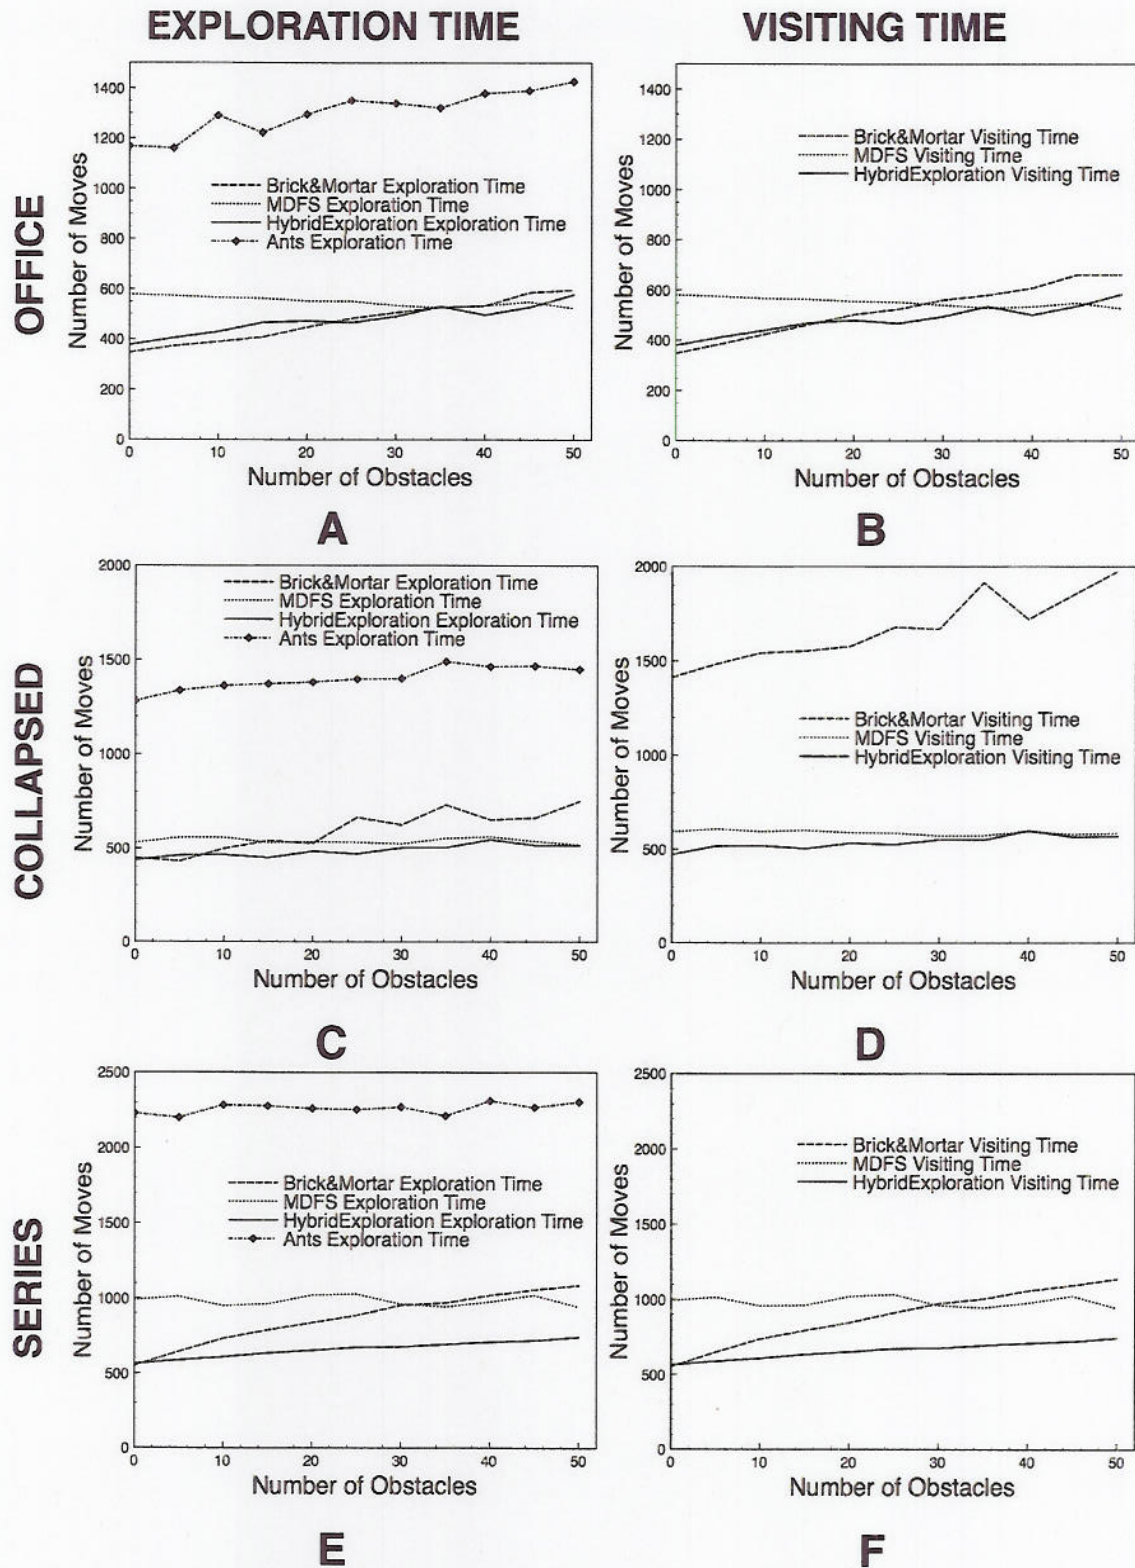 EXPLORATION TIME
VISITING TIME
OFFICE
Number of Moves
1400
1200
1000
800
600
400
200
0
Brick&Mortar Exploration Time
MDFS Exploration Time
HybridExploration Exploration Time
Ants Exploration Time
0 10 20 30 40 50
Number of Obstacles
A
Number of Moves
1400
1200
1000
800
600
400
200
0
Brick&Mortar Visiting Time
MDFS Visiting Time
HybridExploration Visiting Time
0 10 20 30 40 50
Number of Obstacles
B
COLLAPSED
Number of Moves
2000
1500
1000
500
0
Brick&Mortar Exploration Time
MDFS Exploration Time
HybridExploration Exploration Time
Ants Exploration Time
0 10 20 30 40 50
Number of Obstacles
C
Number of Moves
2000
1500
1000
500
0
Brick&Mortar Visiting Time
MDFS Visiting Time
HybridExploration Visiting Time
0 10 20 30 40 50
Number of Obstacles
D
SERIES
Number of Moves
2500
2000
1500
1000
500
0
Brick&Mortar Exploration Time
MDFS Exploration Time
HybridExploration Exploration Time
Ants Exploration Time
0 10 20 30 40 50
Number of Obstacles
E
Number of Moves
2500
2000
1500
1000
500
0
Brick&Mortar Visiting Time
MDFS Visiting Time
HybridExploration Visiting Time
0 10 20 30 40 50
Number of Obstacles
F